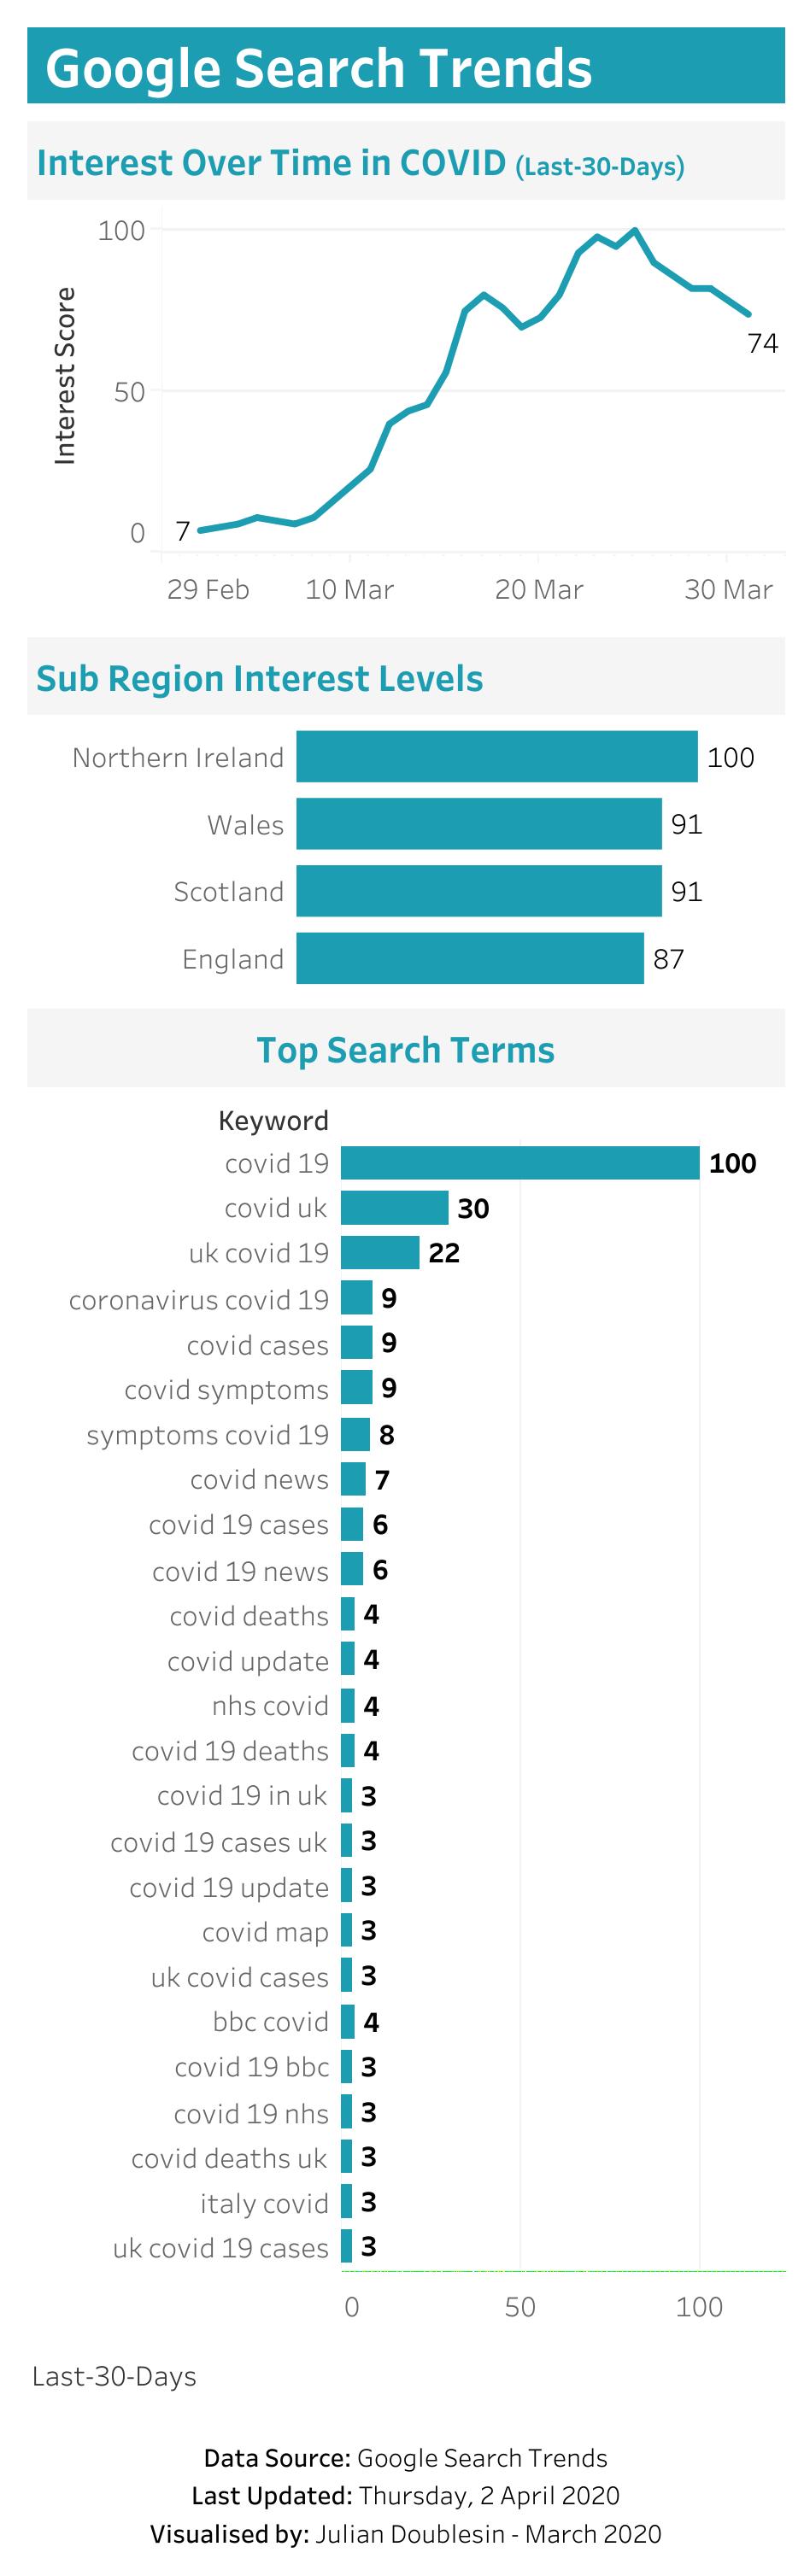 Google Search Trends
Interest Over Time in COVID (Last-30-Days)
Interest Score
100
50
0
7
74
29 Feb 10 Mar 20 Mar 30 Mar
Sub Region Interest Levels
Northern Ireland 100
Wales 91
Scotland 91
England 87
Top Search Terms
Keyword
covid 19 100
covid uk 30
uk covid 19 22
coronavirus covid 19 9
covid cases 9
covid symptoms 9
symptoms covid 19 8
covid news 7
covid 19 cases 6
covid 19 news 6
covid deaths 4
covid update 4
nhs covid 4
covid 19 deaths 4
covid 19 in uk 3
covid 19 cases uk 3
covid 19 update 3
covid map 3
uk covid cases 3
bbc covid 4
covid 19 bbc 3
covid 19 nhs 3
covid deaths uk 3
italy covid 3
uk covid 19 cases 3
0 50 100
Last-30-Days
Data Source: Google Search Trends
Last Updated: Thursday, 2 April 2020
Visualised by: Julian Doublesin - March 2020